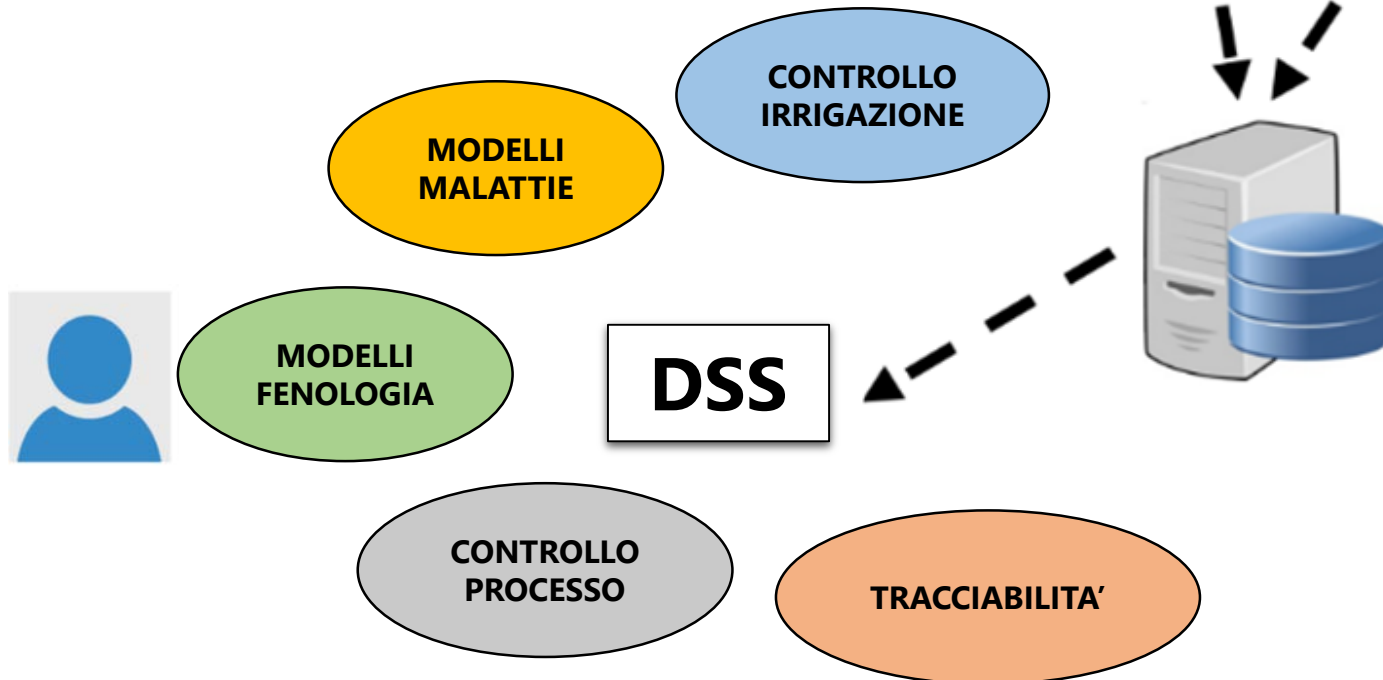 CONTROLLO
IRRIGAZIONE
MODELLI
MALATTIE
MODELLI
FENOLOGIA
DSS
CONTROLLO
PROCESSO
TRACCIABILITA’